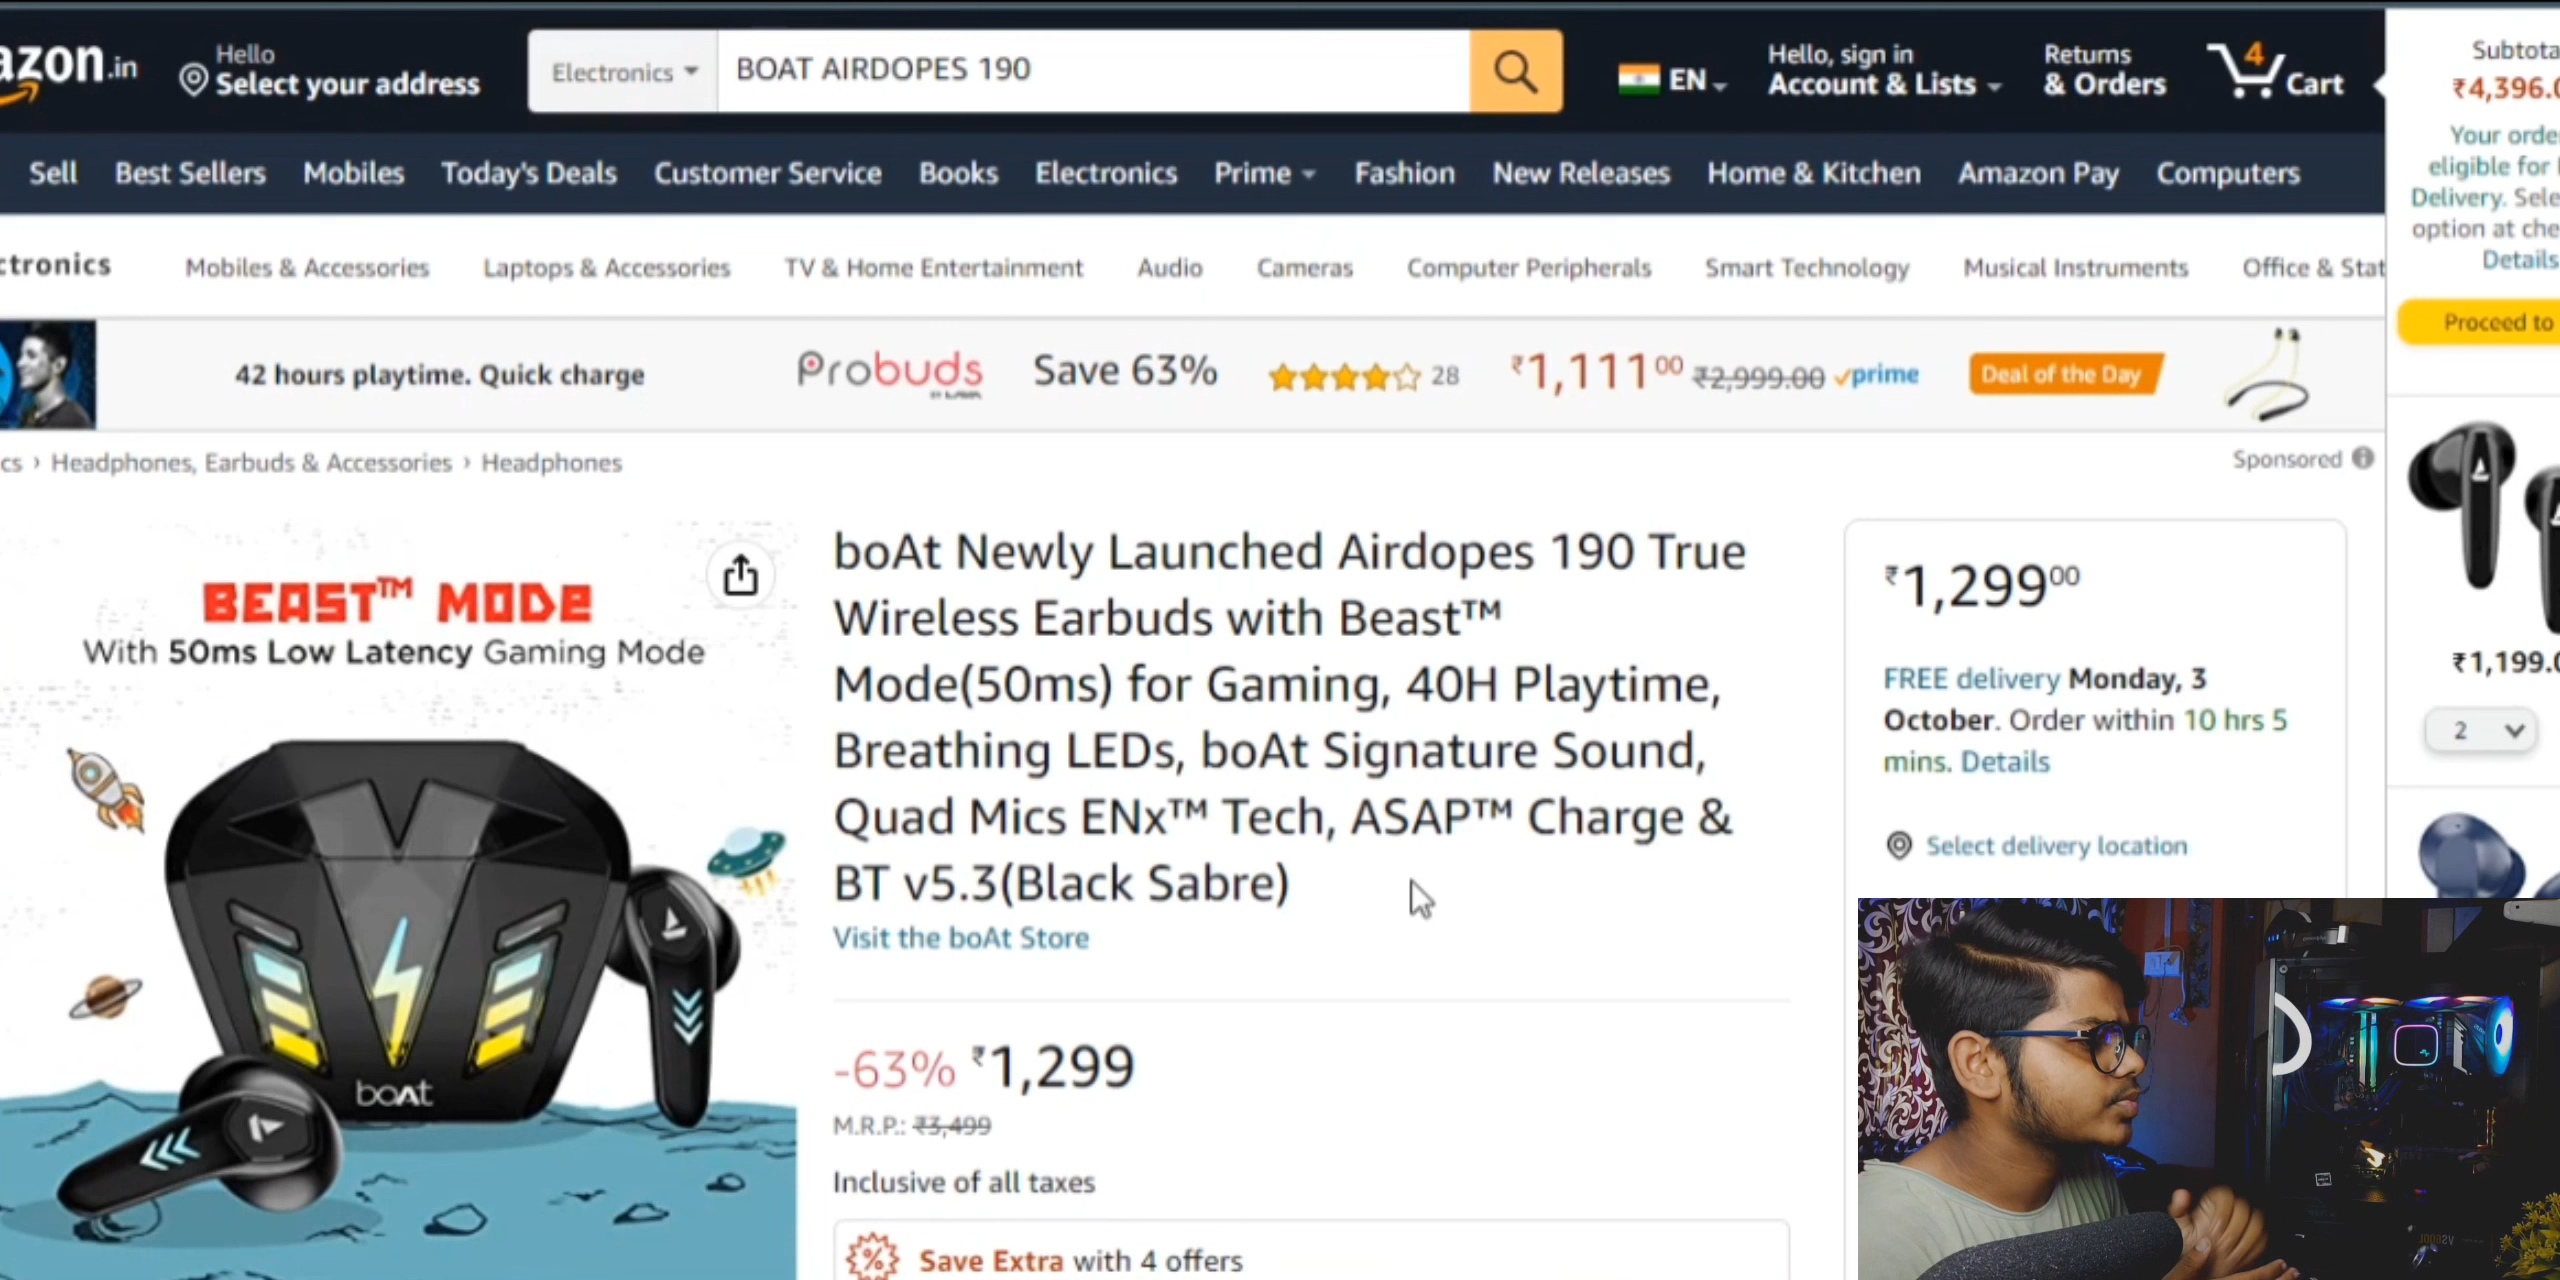 azon.in
Hello
Select your address
Electronics
BOAT AIRDOPES 190
EN
Hello, sign in
Account & Lists
Returns
& Orders
4
Cart
Subtota
₹4,396.0
Your orde
eligible for
Delivery. Sele
option at che
Details
Proceed to
Sell
Best Sellers
Mobiles
Today's Deals
Customer Service
Books
Electronics
Prime
Fashion
New Releases
Home & Kitchen
Amazon Pay
Computers
ctronics
Mobiles & Accessories
Laptops & Accessories
TV & Home Entertainment
Audio
Cameras
Computer Peripherals
Smart Technology
Musical Instruments
Office & Stat
42 hours playtime. Quick charge
Probuds
Save 63%
28
₹1,11100
₹2,999.00
prime
Deal of the Day
cs › Headphones, Earbuds & Accessories › Headphones
Sponsored
BEAST™ MODE
With 50ms Low Latency Gaming Mode
boAt
boAt Newly Launched Airdopes 190 True
Wireless Earbuds with Beast™
Mode(50ms) for Gaming, 40H Playtime,
Breathing LEDs, boAt Signature Sound,
Quad Mics ENx™ Tech, ASAP™ Charge &
BT v5.3(Black Sabre)
Visit the boAt Store
-63% ₹1,299
M.R.P.: ₹3,499
Inclusive of all taxes
Save Extra with 4 offers
₹1,29900
FREE delivery Monday, 3
October. Order within 10 hrs 5
mins. Details
Select delivery location
₹1,199.0
2